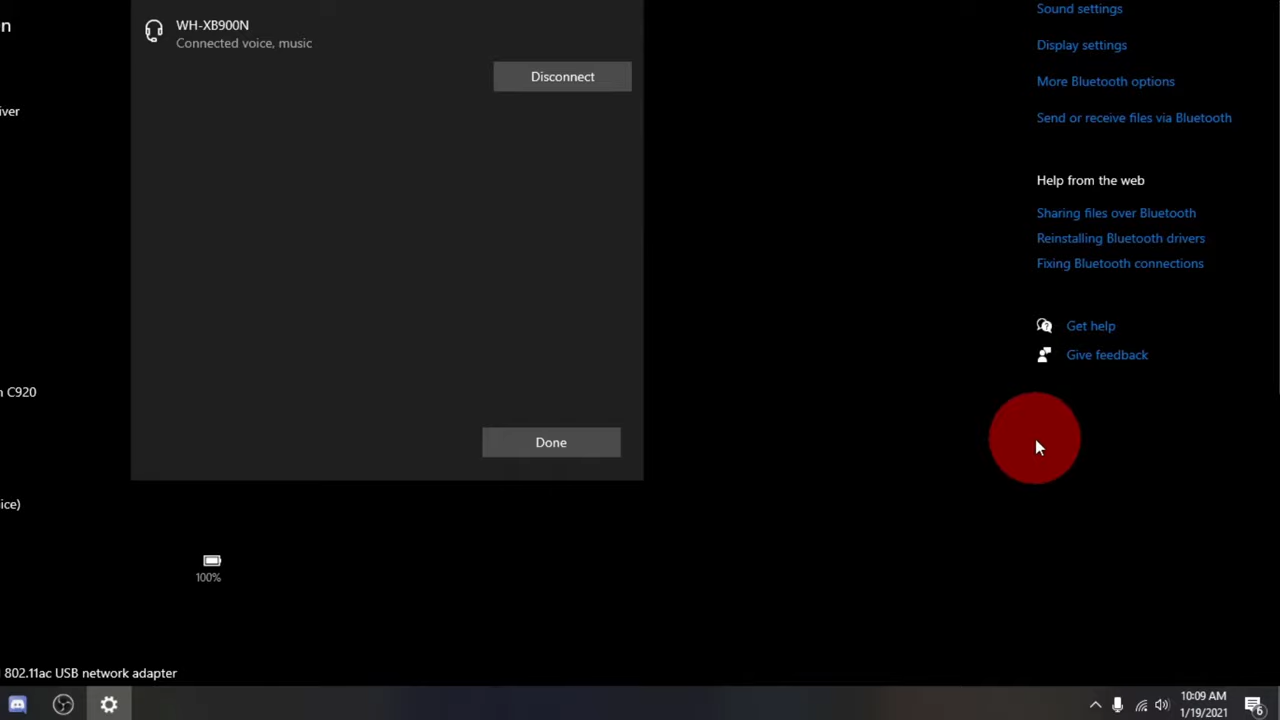 n
WH-XB900N
Connected voice, music
Disconnect
iver
n C920
ice)
Done
100%
802.11ac USB network adapter
Sound settings
Display settings
More Bluetooth options
Send or receive files via Bluetooth
Help from the web
Sharing files over Bluetooth
Reinstalling Bluetooth drivers
Fixing Bluetooth connections
Get help
Give feedback
10:09 AM
1/19/2021
6